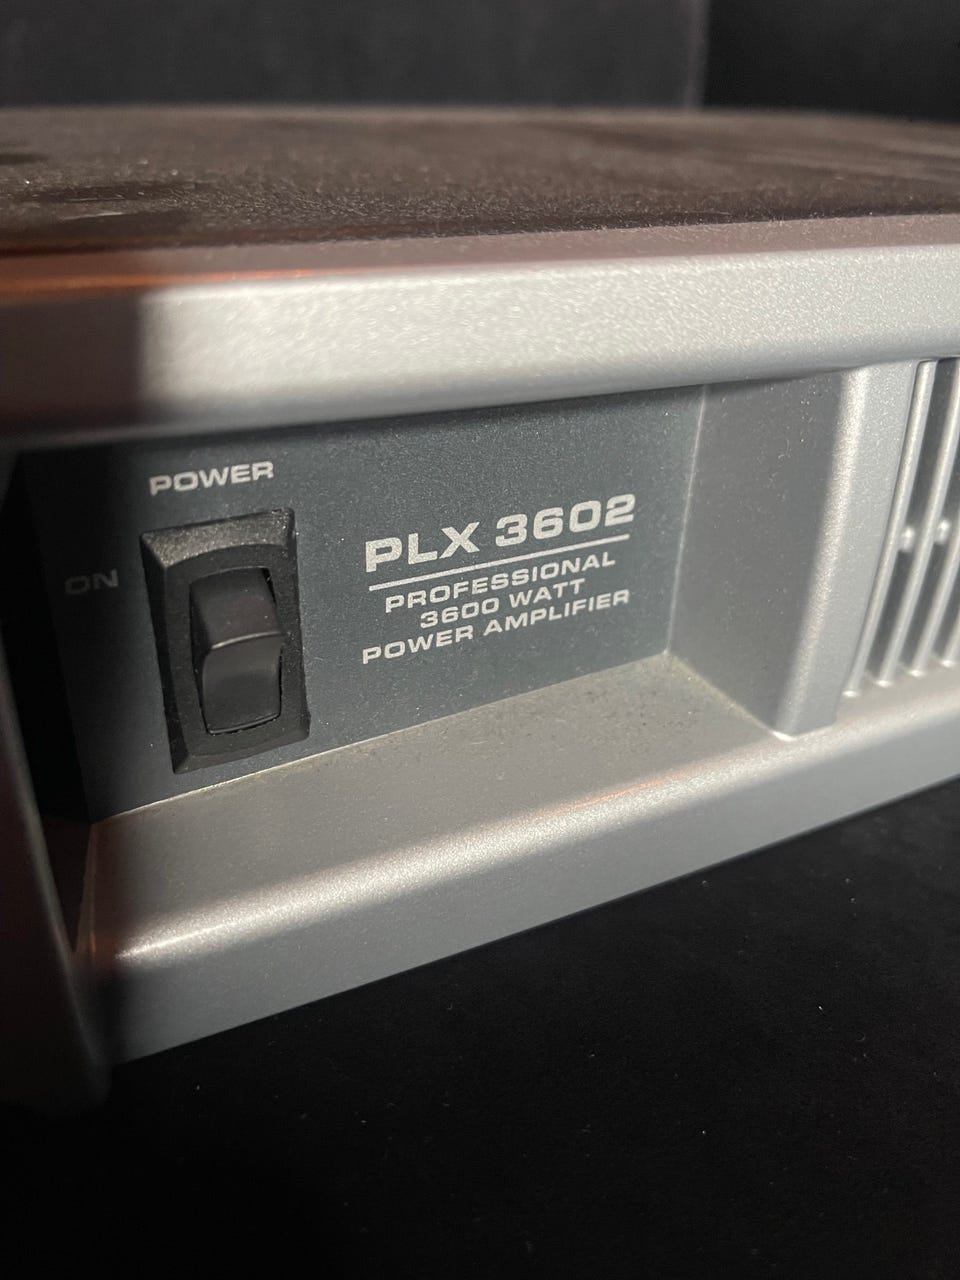 POWER
ON
PLX 3602
PROFESSIONAL
3600 WATT
POWER AMPLIFIER